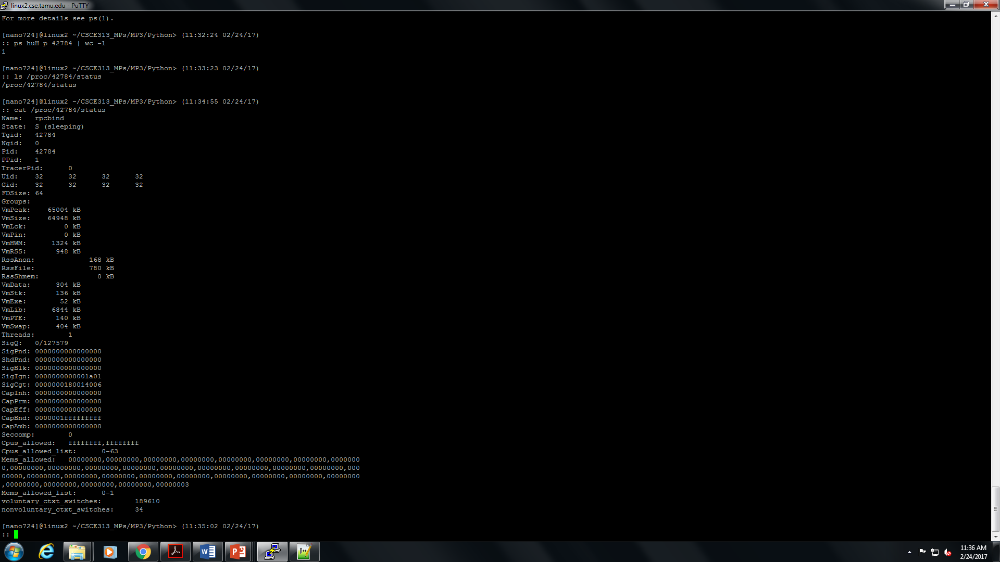 linux2.cse.tamu.edu - PuTTY
For more details see ps(1).
[nano724]@linux2 ~/CSCE313_MPs/MP3/Python> (11:32:24 02/24/17)
:: ps huH p 42784 | wc -l
1
[nano724]@linux2 ~/CSCE313_MPs/MP3/Python> (11:33:23 02/24/17)
:: ls /proc/42784/status
/proc/42784/status
[nano724]@linux2 ~/CSCE313_MPs/MP3/Python> (11:34:55 02/24/17)
:: cat /proc/42784/status
Name:   rpcbind
State:  S (sleeping)
Tgid:   42784
Ngid:   0
Pid:    42784
PPid:   1
TracerPid:      0
Uid:    32      32      32      32
Gid:    32      32      32      32
FDSize: 64
Groups:
VmPeak:    65004 kB
VmSize:    64948 kB
VmLck:         0 kB
VmPin:         0 kB
VmHWM:      1324 kB
VmRSS:       948 kB
RssAnon:             168 kB
RssFile:             780 kB
RssShmem:              0 kB
VmData:      304 kB
VmStk:       136 kB
VmExe:        52 kB
VmLib:      6844 kB
VmPTE:       140 kB
VmSwap:      404 kB
Threads:        1
SigQ:   0/127579
SigPnd: 0000000000000000
ShdPnd: 0000000000000000
SigBlk: 0000000000000000
SigIgn: 0000000000001a01
SigCgt: 0000000180014006
CapInh: 0000000000000000
CapPrm: 0000000000000000
CapEff: 0000000000000000
CapBnd: 0000001fffffffff
CapAmb: 0000000000000000
Seccomp:        0
Cpus_allowed:   ffffffff,ffffffff
Cpus_allowed_list:      0-63
Mems_allowed:   00000000,00000000,00000000,00000000,00000000,00000000,00000000,0000000
0,00000000,00000000,00000000,00000000,00000000,00000000,00000000,00000000,00000000,000
00000,00000000,00000000,00000000,00000000,00000000,00000000,00000000,00000000,00000000
,00000000,00000000,00000000,00000000,00000003
Mems_allowed_list:      0-1
voluntary_ctxt_switches:        189610
nonvoluntary_ctxt_switches:     34
[nano724]@linux2 ~/CSCE313_MPs/MP3/Python> (11:35:02 02/24/17)
::
11:36 AM
2/24/2017